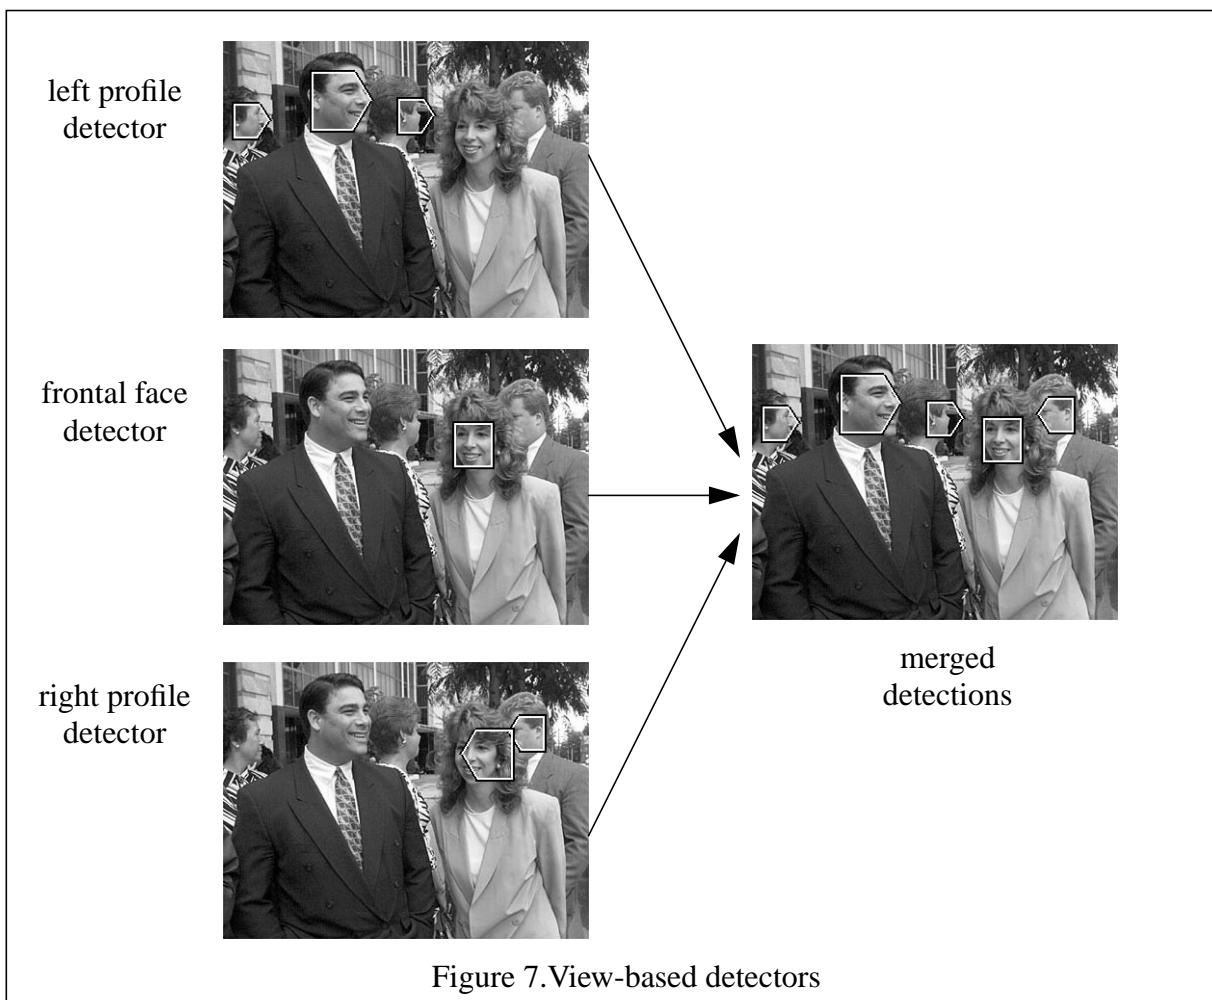 left profile
detector
frontal face
detector
right profile
detector
merged
detections
Figure 7.View-based detectors